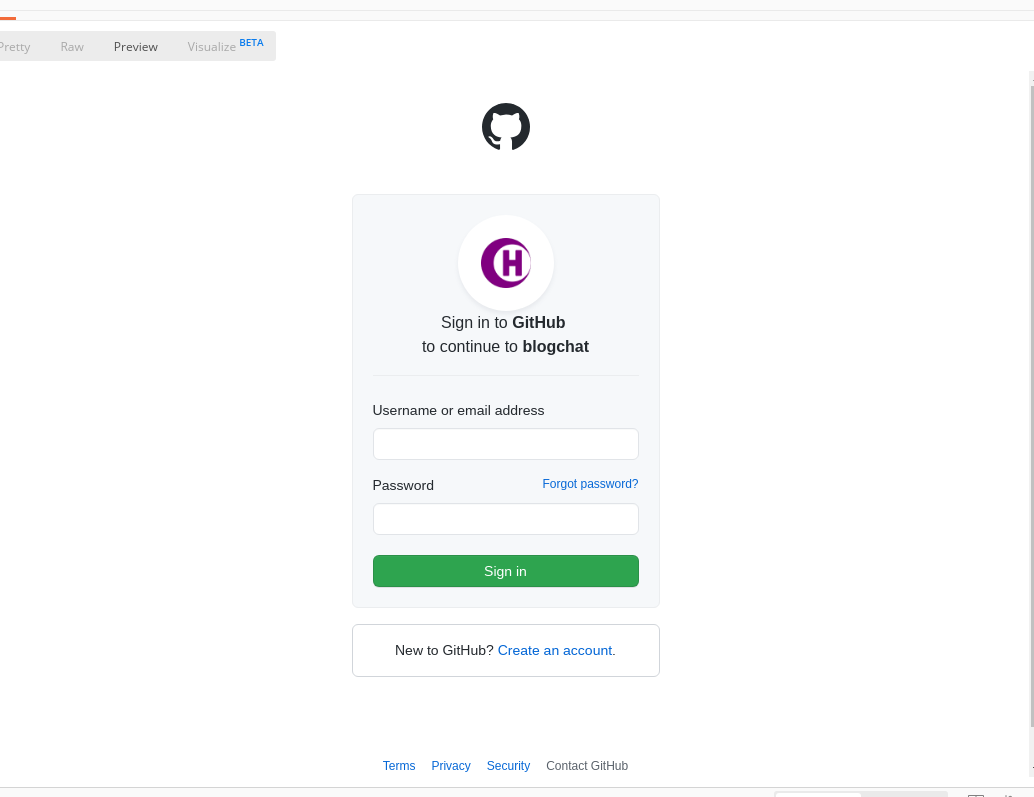 Pretty Raw Preview Visualize BETA
H
Sign in to GitHub
to continue to blogchat
Username or email address
Password Forgot password?
Sign in
New to GitHub? Create an account.
Terms Privacy Security Contact GitHub